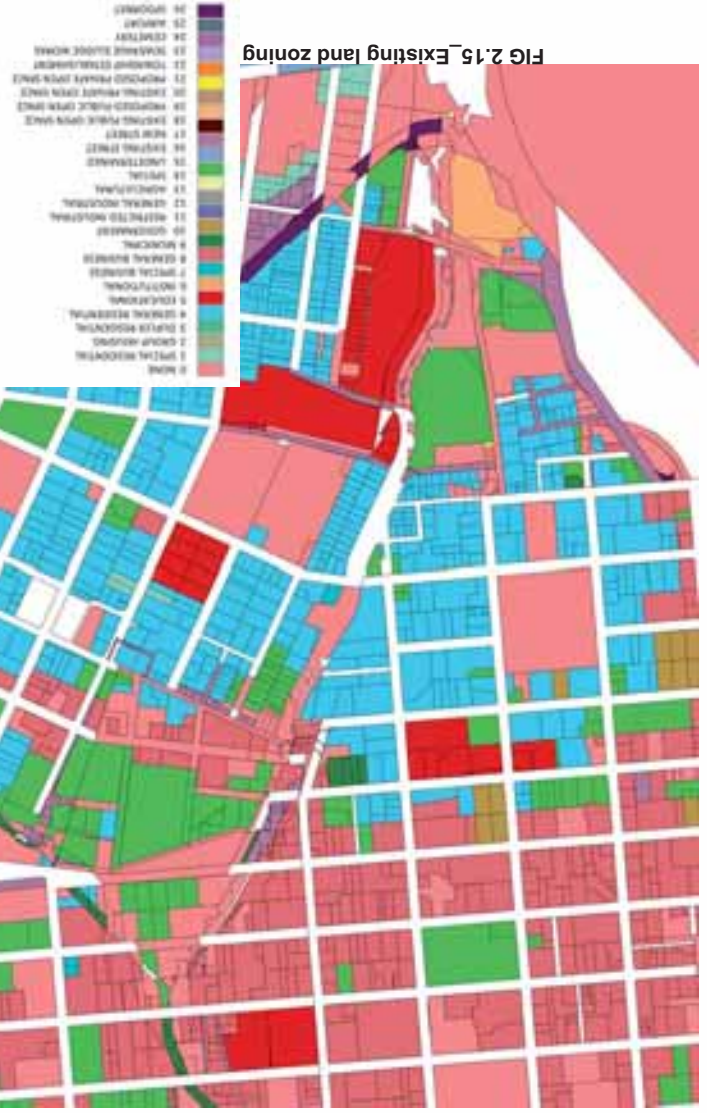 FIG 2.15_Existing land zoning
0 NONE
1 SPECIAL RESIDENTIAL
2 GROUP HOUSING
3 DUPLEX RESIDENTIAL
4 GENERAL RESIDENTIAL
5 EDUCATIONAL
6 INSTITUTIONAL
7 SPECIAL BUSINESS
8 GENERAL BUSINESS
9 MUNICIPAL
10 GOVERNMENT
11 RESTRICTED INDUSTRIAL
12 GENERAL INDUSTRIAL
13 AGRICULTURAL
14 SPECIAL
15 UNDETERMINED
16 EXISTING STREET
17 NEW STREET
18 EXISTING PUBLIC OPEN SPACE
19 PROPOSED PUBLIC OPEN SPACE
20 EXISTING PRIVATE OPEN SPACE
21 PROPOSED PRIVATE OPEN SPACE
22 TOWNSHIP ESTABLISHMENT
23 SEWERAGE SLUDGE WORKS
24 CEMETERY
25 AIRPORT
26 SPOORNET